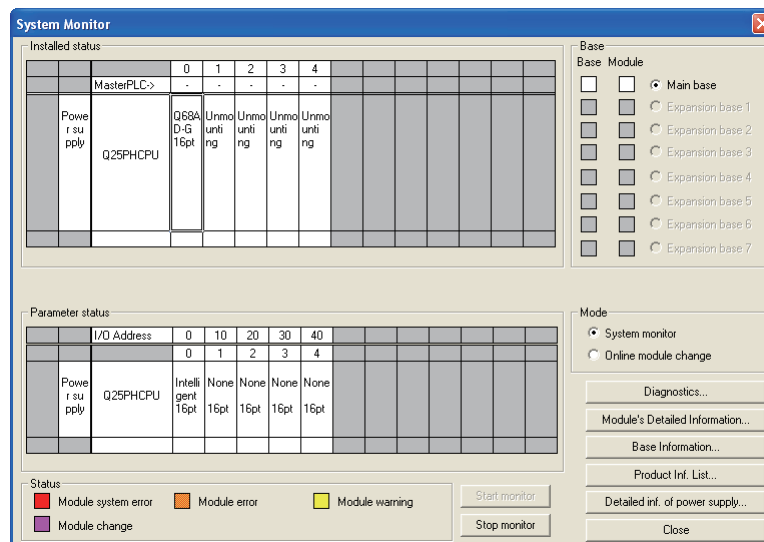 System Monitor
Installed status
0 1 2 3 4
MasterPLC-> - - - - -
Powe
r su
pply
Q25PHCPU
Q68A
D-G
16pt
Unmo
unti
ng
Unmo
unti
ng
Unmo
unti
ng
Unmo
unti
ng
Base
Base Module
Main base
Expansion base 1
Expansion base 2
Expansion base 3
Expansion base 4
Expansion base 5
Expansion base 6
Expansion base 7
Parameter status
I/O Address 0 10 20 30 40
0 1 2 3 4
Powe
r su
pply
Q25PHCPU
Intelli
gent
16pt
None
16pt
None
16pt
None
16pt
None
16pt
Mode
System monitor
Online module change
Diagnostics...
Module's Detailed Information...
Base Information...
Product Inf. List...
Detailed inf. of power supply...
Close
Status
Module system error
Module error
Module warning
Module change
Start monitor
Stop monitor